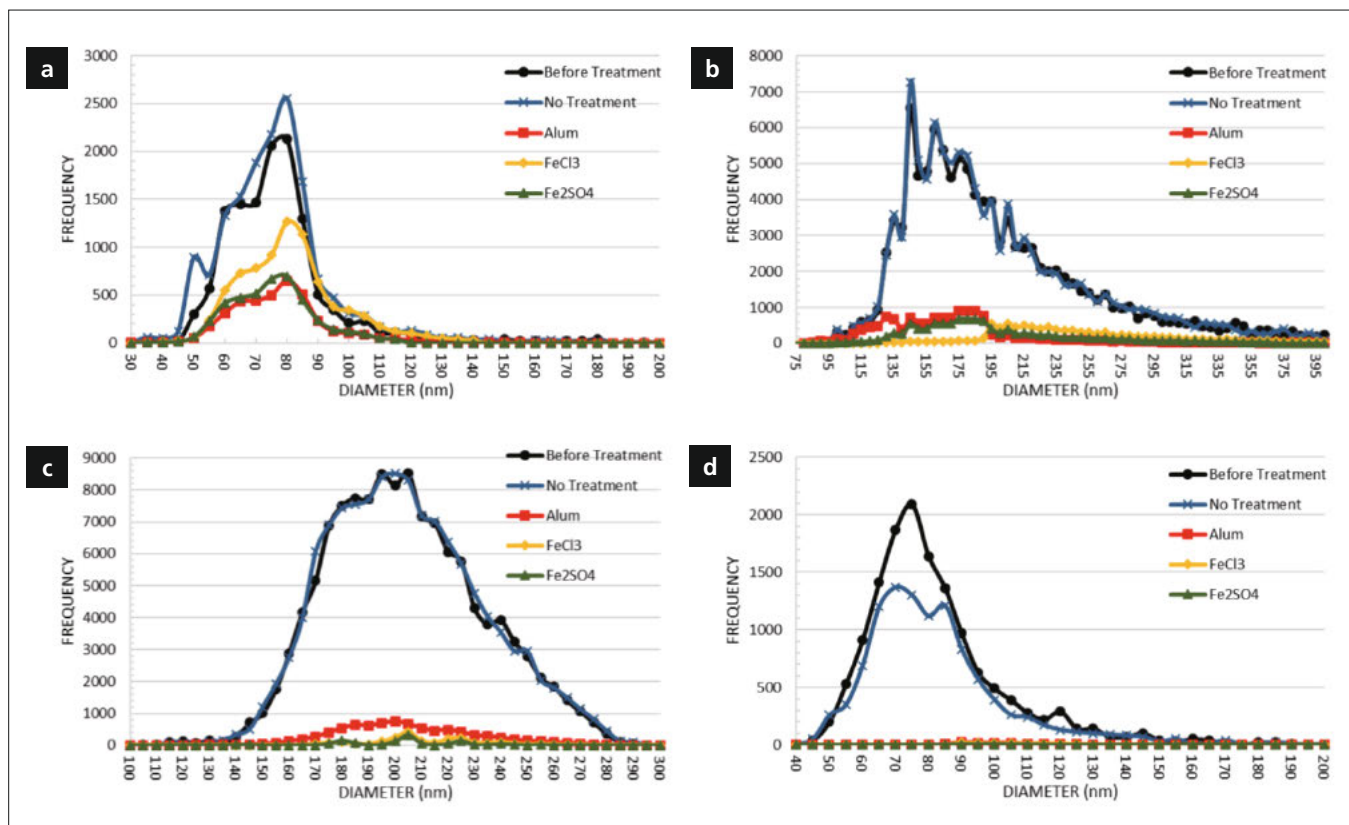 a
3000
2500
2000
1500
1000
500
0
FREQUENCY
Before Treatment
No Treatment
Alum
FeCl3
Fe2SO4
30 40 50 60 70 80 90 100 110 120 130 140 150 160 170 180 190 200
DIAMETER (nm)
b
8000
7000
6000
5000
4000
3000
2000
1000
0
FREQUENCY
Before Treatment
No Treatment
Alum
FeCl3
Fe2SO4
75 95 115 135 155 175 195 215 235 255 275 295 315 335 355 375 395
DIAMETER (nm)
c
9000
8000
7000
6000
5000
4000
3000
2000
1000
0
FREQUENCY
Before Treatment
No Treatment
Alum
FeCl3
Fe2SO4
100 110 120 130 140 150 160 170 180 190 200 210 220 230 240 250 260 270 280 290 300
DIAMETER (nm)
d
2500
2000
1500
1000
500
0
FREQUENCY
Before Treatment
No Treatment
Alum
FeCl3
Fe2SO4
40 50 60 70 80 90 100 110 120 130 140 150 160 170 180 190 200
DIAMETER (nm)